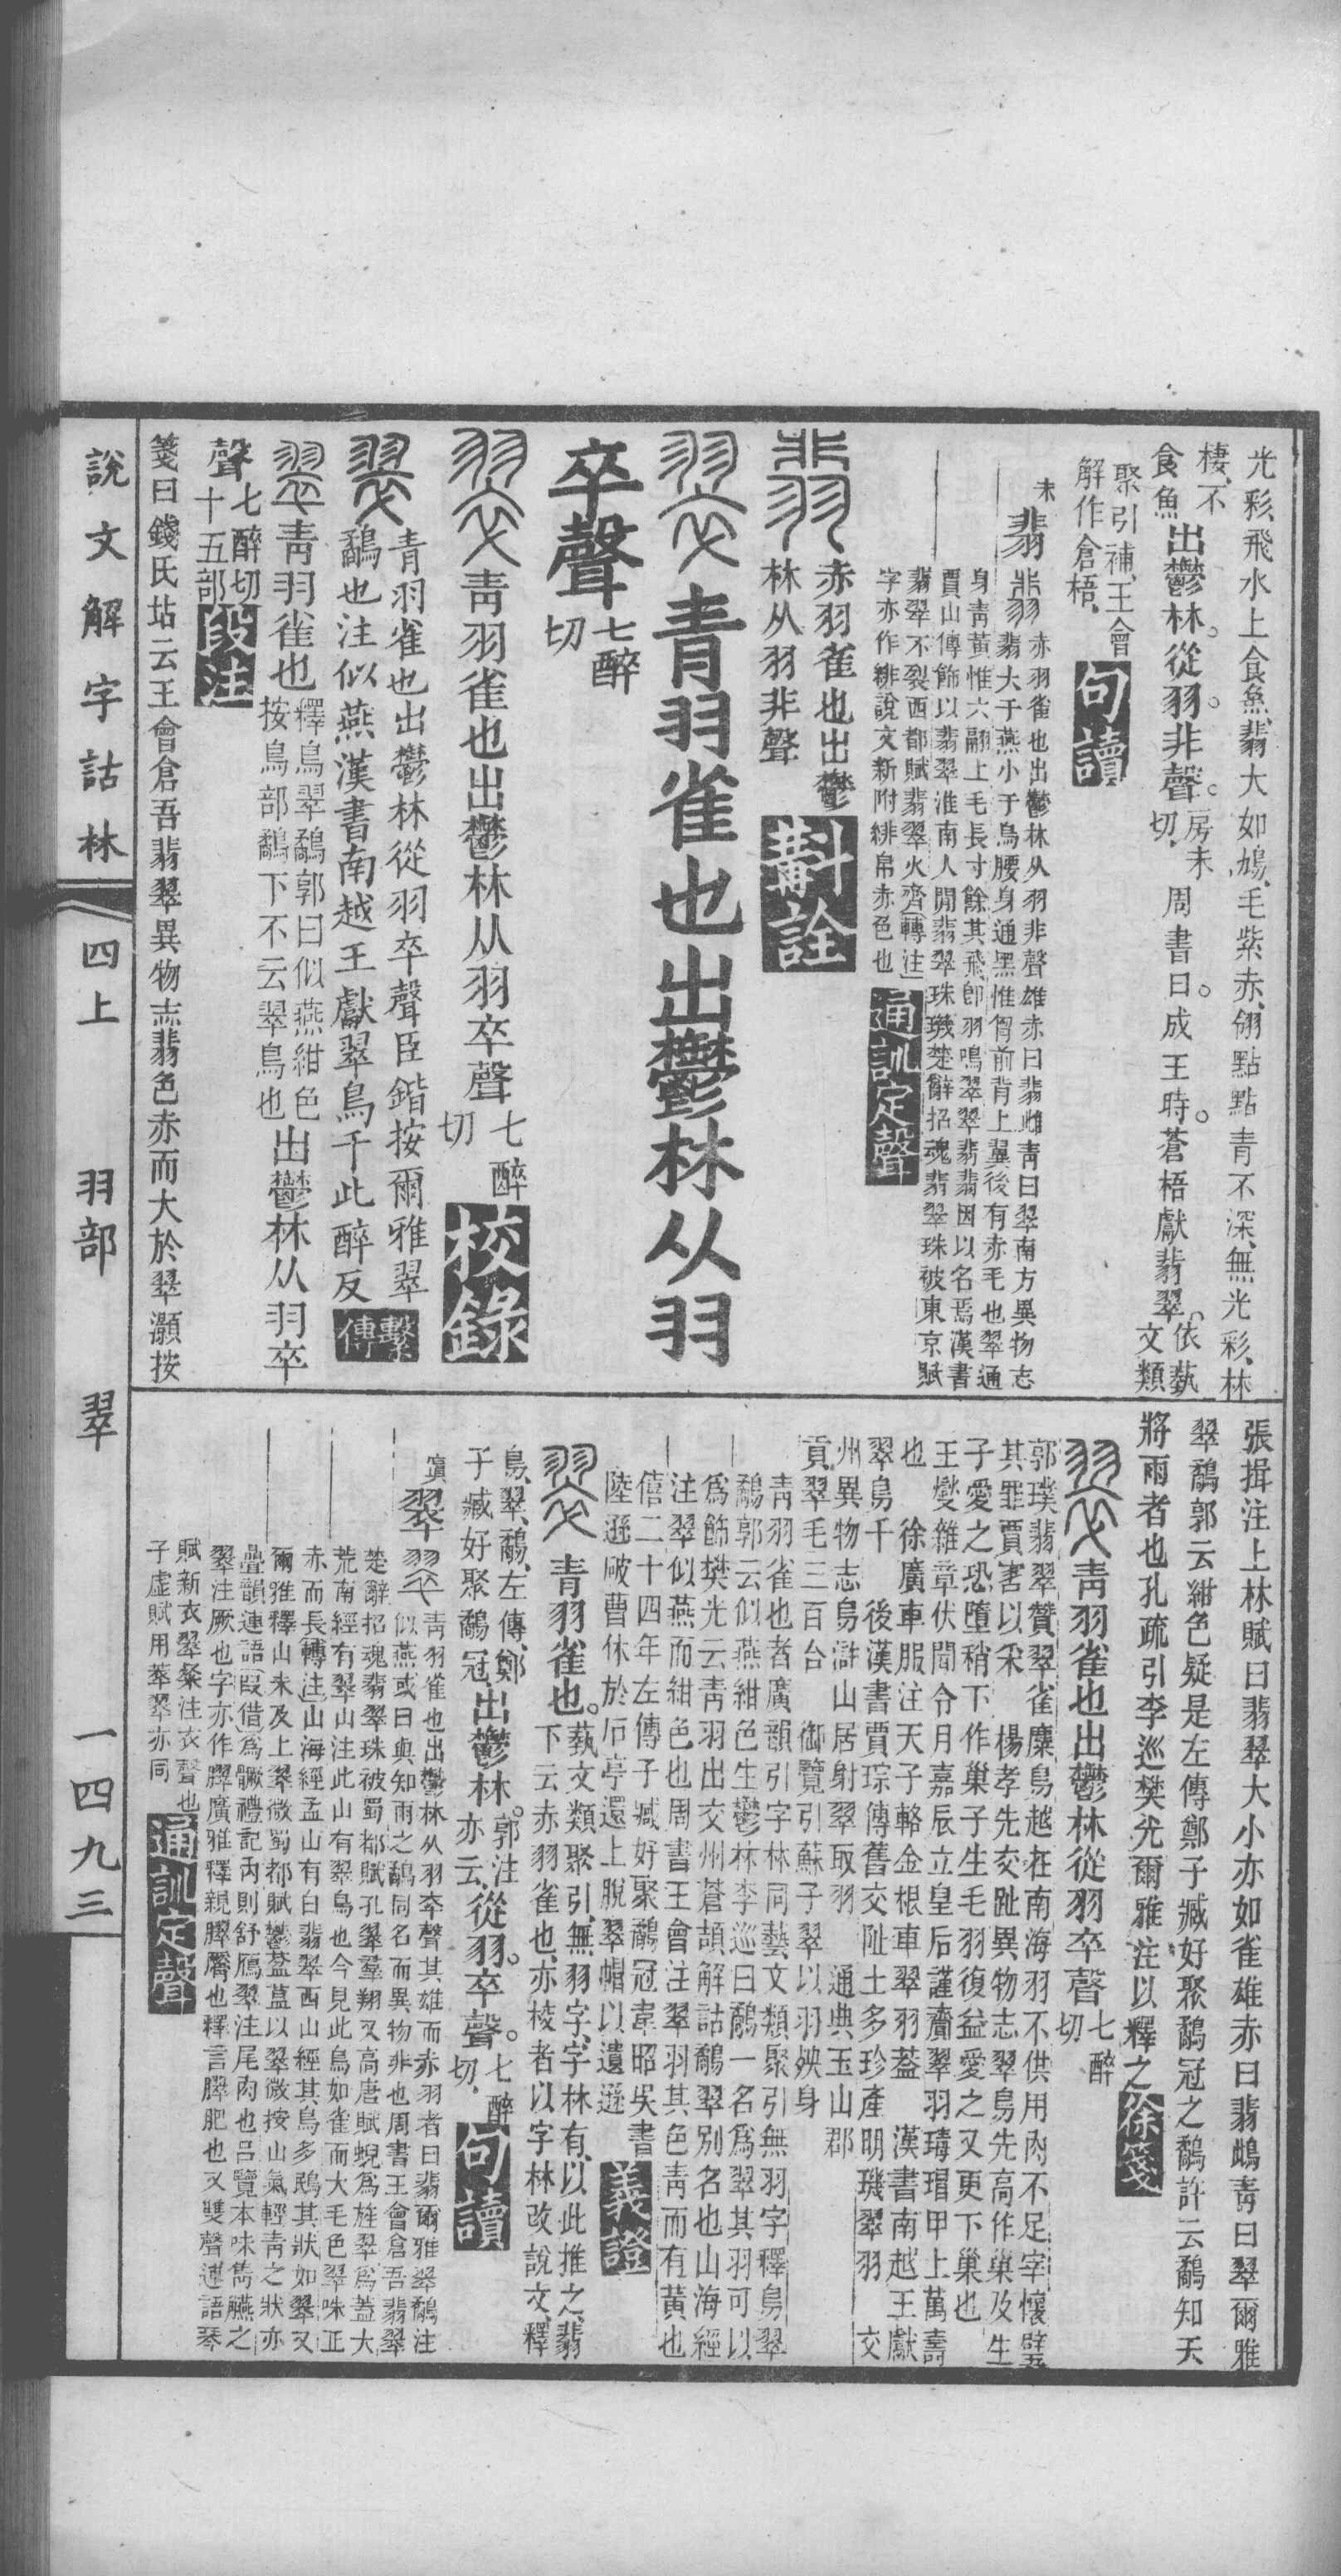 光彩飛水上食魚、翡大如鳩、毛紫赤、翎點點青不深、無光彩、林
棲、不食魚出鬱林。從羽。非聲。房未切、周書曰。成王時。蒼梧獻翡翠。依藝文類
聚引補、王會解作倉梧、句讀
未翡 赤羽雀也出鬱林从羽非聲雄赤曰翡雌青曰翠南方異物志
翡大于燕小于烏腰身通黑惟胷前背上翼後有赤毛也翠通
身青黃惟六翮上毛長寸餘其飛卽羽鳴翠翠翡翡因以名焉漢書
賈山傳飾以翡翠淮南人閒翡翠珠璣楚辭招魂翡翠珠被東京賦
翡翠不裂西都賦翡翠火齊轉注
字亦作緋說文新附緋帛赤色也通訓定聲
赤羽雀也出鬱林从羽非聲 斠詮
青羽雀也出鬱林从羽
卒聲七醉切
青羽雀也出鬱林从羽卒聲七醉切校錄
青羽雀也出鬱林從羽卒聲臣鍇按爾雅翠
鷸也注似燕漢書南越王獻翠鳥千此醉反繫傳
青羽雀也釋鳥翠鷸郭曰似燕紺色按鳥部鷸下不云翠鳥也出鬱林从羽卒
聲七醉切十五部段注
箋曰錢氏坫云王會倉吾翡翠異物志翡色赤而大於翠灝按
張揖注上林賦曰翡翠大小亦如雀雄赤曰翡雌青曰翠爾雅
翠鷸郭云紺色疑是左傳鄭子臧好聚鷸冠之鷸許云鷸知天
將雨者也孔疏引李巡樊光爾雅注以釋之徐箋
青羽雀也出鬱林從羽卒聲七醉切
郭璞翡翠贊翠雀麋鳥越在南海羽不供用肉不足宰懷璧
其罪賈害以采 楊孝先交趾異物志翠鳥先高作巢及生
子愛之恐墮稍下作巢子生毛羽復益愛之又更下巢也
王燮雜章伏聞令月嘉辰立皇后謹齎翠羽瑇瑁甲上萬壽
也 徐廣車服注天子輅金根車翠羽蓋 漢書南越王獻
翠鳥千 後漢書賈琮傳舊交阯土多珍產明璣翠羽 交
州異物志鳥滸山居射翠取羽 通典玉山郡
貢翠毛三百合 御覽引蘇子翠以羽殃身
青羽雀也者廣韻引字林同藝文類聚引無羽字釋鳥翠
鷸郭云似燕紺色生鬱林李巡曰鷸一名爲翠其羽可以
爲飾樊光云青羽出交州蒼頡解詁鷸翠別名也山海經
注翠似燕而紺色也周書王會注翠羽其色青而有黃也
僖二十四年左傳子臧好聚鷸冠韋昭吳書
陸遜破曹休於石亭還上脫翠帽以遺遜義證
青羽雀也。藝文類聚引、無羽字、字林有、以此推之、翡
下云赤羽雀也、亦棱者以字林改說文、釋
鳥、翠、鷸、左傳、鄭子臧好聚鷸冠、出鬱林。郭注亦云、從羽。卒聲。七醉切、句讀
翠 青羽雀也出鬱林从羽卒聲其雄而赤羽者曰翡爾雅翠鷸注
似燕或曰與知雨之鷸同名而異物非也周書王會倉吾翡翠
楚辭招魂翡翠珠被蜀都賦孔翠羣翔又高唐賦蜺爲旌翠爲蓋大
荒南經有翠山注此山有翠鳥也今見此鳥如雀而大毛色翠味正
赤而長轉注山海經孟山有白翡翠西山經其鳥多鴖其狀如翠又
爾雅釋山未及上翠微蜀都賦鬱葢葢以翠微按山氣輕青之狀亦
疊韻連語叚借爲臎禮記內則舒鴈翠注尾肉也呂覽本味雋臇之
翠注厥也字亦作臎廣雅釋親臎髁也釋言臎肥也又雙聲連語琴
賦新衣翠粲注衣聲也
子虛賦用萃翠亦同通訓定聲
說文解字詁林 四上 羽部 翠 一四九三